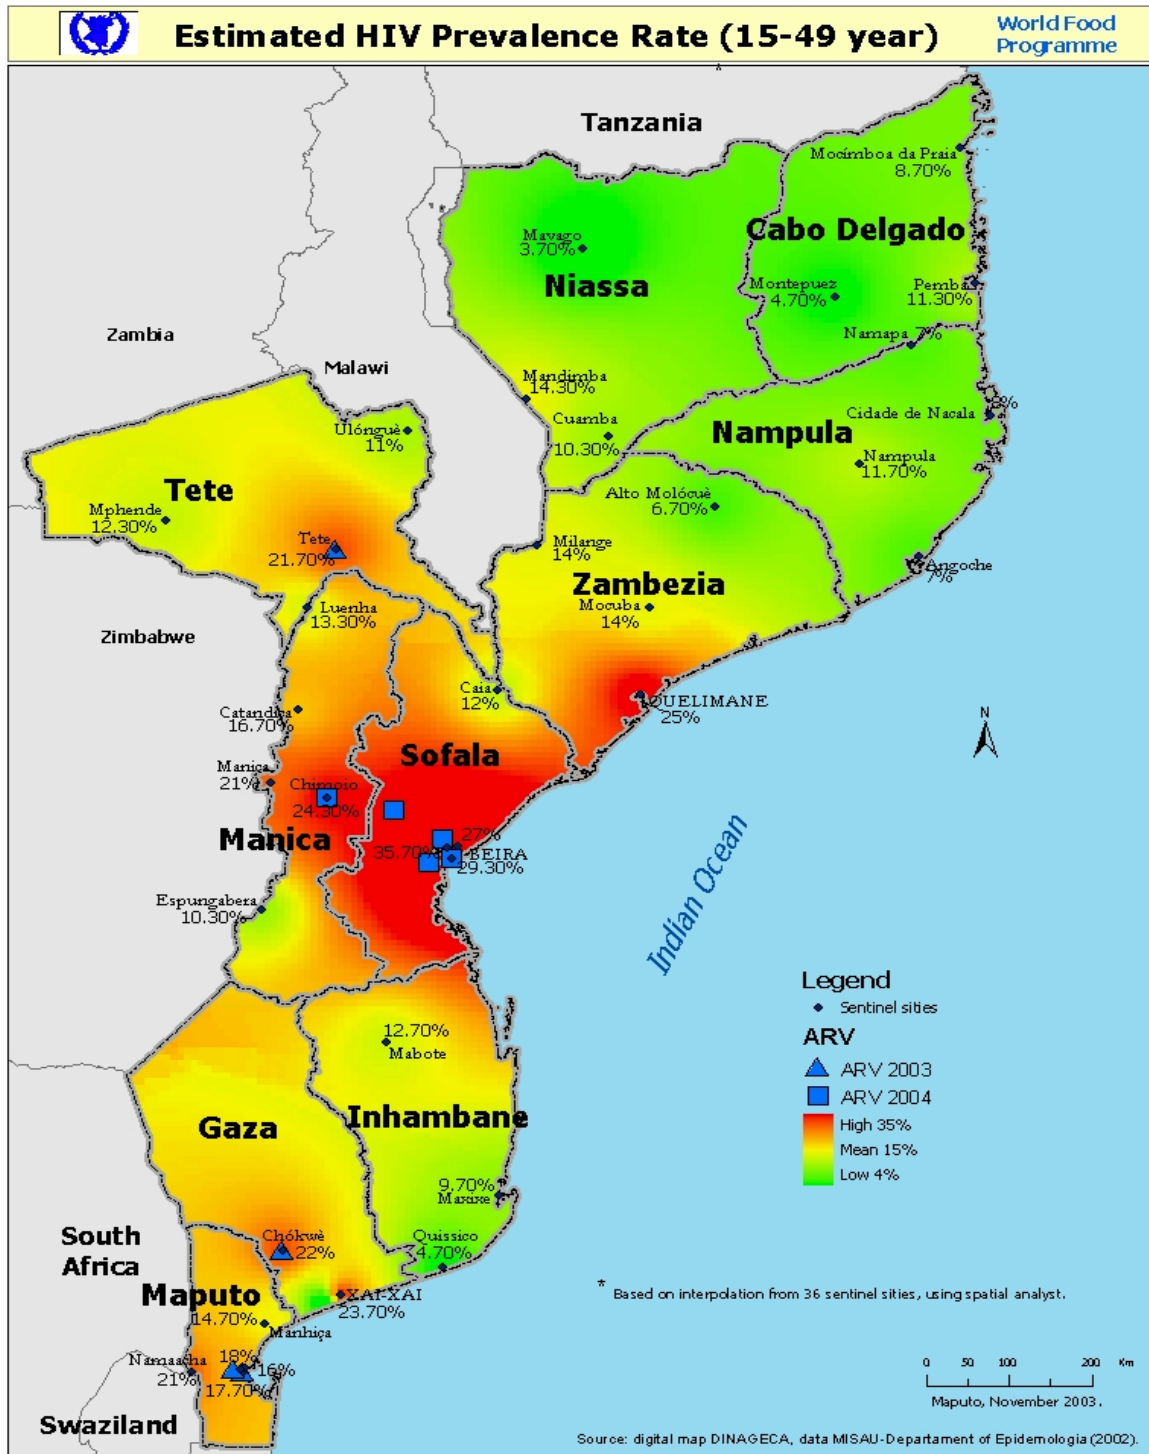 Estimated HIV Prevalence Rate (15-49 year)
World Food
Programme
Tanzania
Mocímboa da Praia
8.70%
Cabo Delgado
Mavago
3.70%
Niassa
Montepuez
4.70%
Pemba
11.30%
Zambia
Namapa 7%
Malawi
Mandimba
14.30%
8%
Cidade de Nacala
Cuamba
10.30%
Nampula
Ulónguè
11%
Nampula
11.70%
Tete
Alto Molócuè
6.70%
Mphende
12.30%
Tete
21.70%
Milange
14%
Angoche
7%
Zambezia
Luenha
13.30%
Mocuba
14%
Zimbabwe
Caia
12%
QUELIMANE
25%
Catandica
16.70%
N
Sofala
Manica
21%
Chimoio
24.30%
Manica
27%
35.70%
BEIRA
29.30%
Indian Ocean
Espungabera
10.30%
Legend
Sentinel sities
ARV
ARV 2003
ARV 2004
High 35%
Mean 15%
Low 4%
12.70%
Mabote
Gaza
Inhambane
9.70%
Maxixe
South
Africa
Chókwè
22%
Quissico
4.70%
Maputo
XAI-XAI
23.70%
* Based on interpolation from 36 sentinel sities, using spatial analyst.
14.70%
Manhiça
Namaacha
21%
18%
16%
17.70%
0 50 100 200 Km
Maputo, November 2003.
Swaziland
Source: digital map DINAGECA, data MISAU-Departament of Epidemologia (2002).